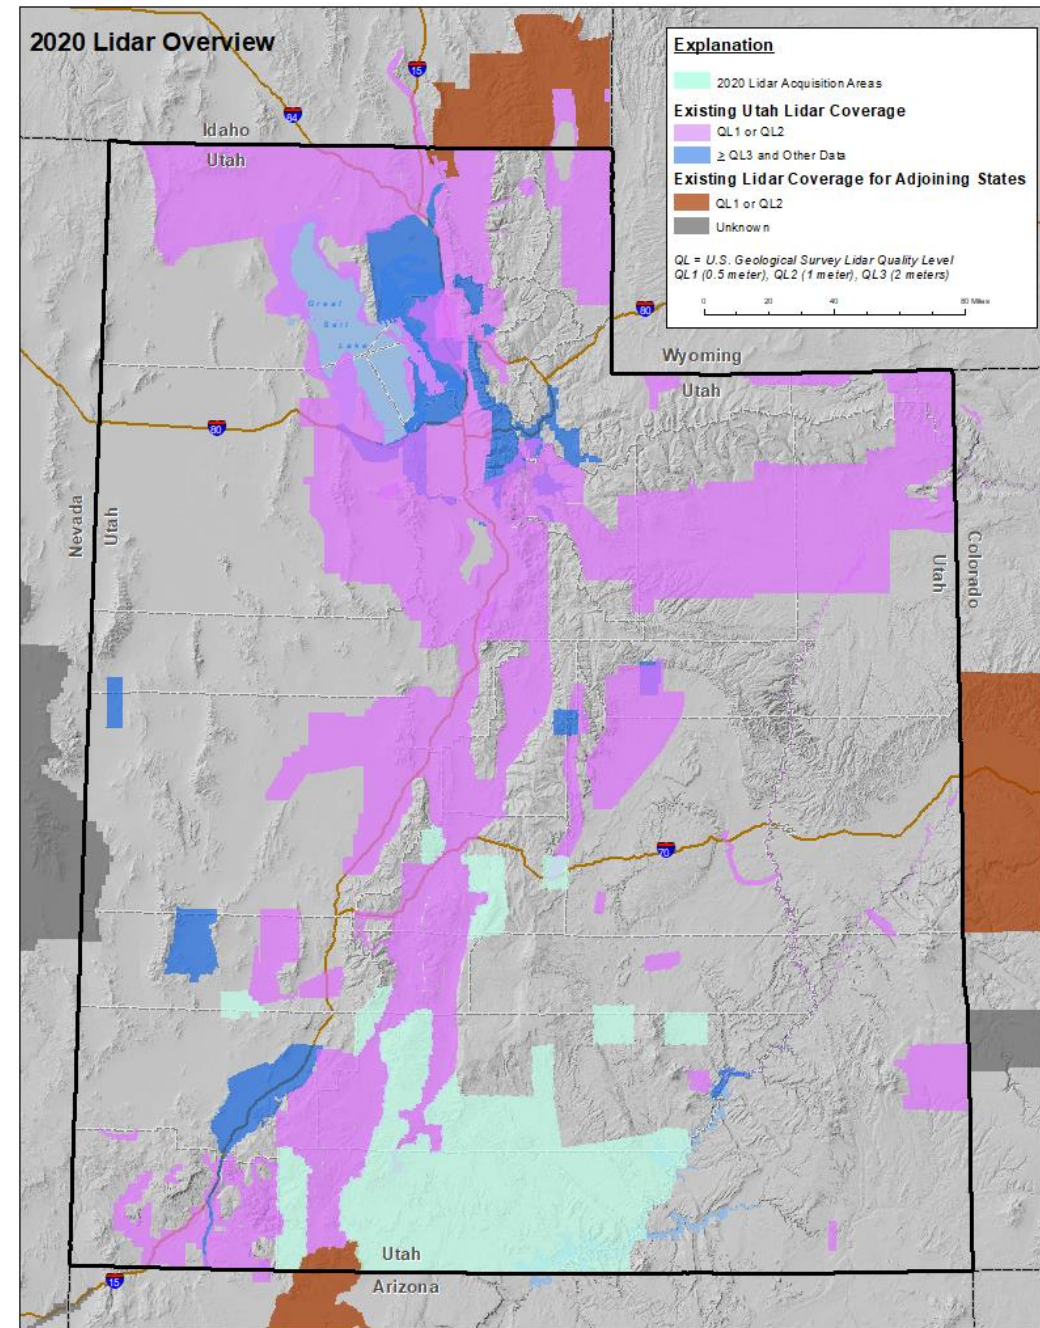 2020 Lidar Overview
Explanation
2020 Lidar Acquisition Areas
Existing Utah Lidar Coverage
QL1 or QL2
≥ QL3 and Other Data
Existing Lidar Coverage for Adjoining States
QL1 or QL2
Unknown
QL = U.S. Geological Survey Lidar Quality Level
QL1 (0.5 meter), QL2 (1 meter), QL3 (2 meters)
0 20 40 80 Miles
15
84
Idaho
Utah
Great
Salt
Lake
80
Wyoming
Utah
80
Nevada
Utah
Colorado
Utah
70
Utah
Arizona
15